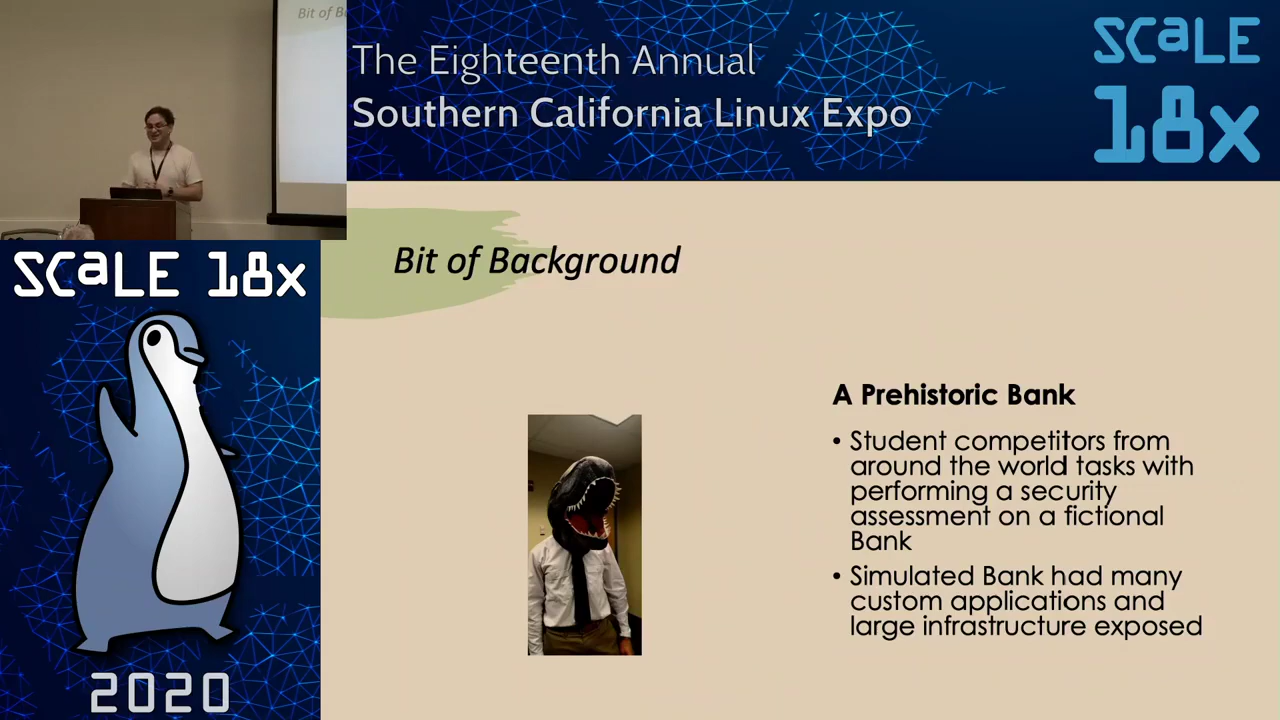 Bit of B
The Eighteenth Annual
Southern California Linux Expo
SCaLE
18x
SCaLE 18x
2020
Bit of Background
A Prehistoric Bank
• Student competitors from
around the world tasks with
performing a security
assessment on a fictional
Bank
• Simulated Bank had many
custom applications and
large infrastructure exposed